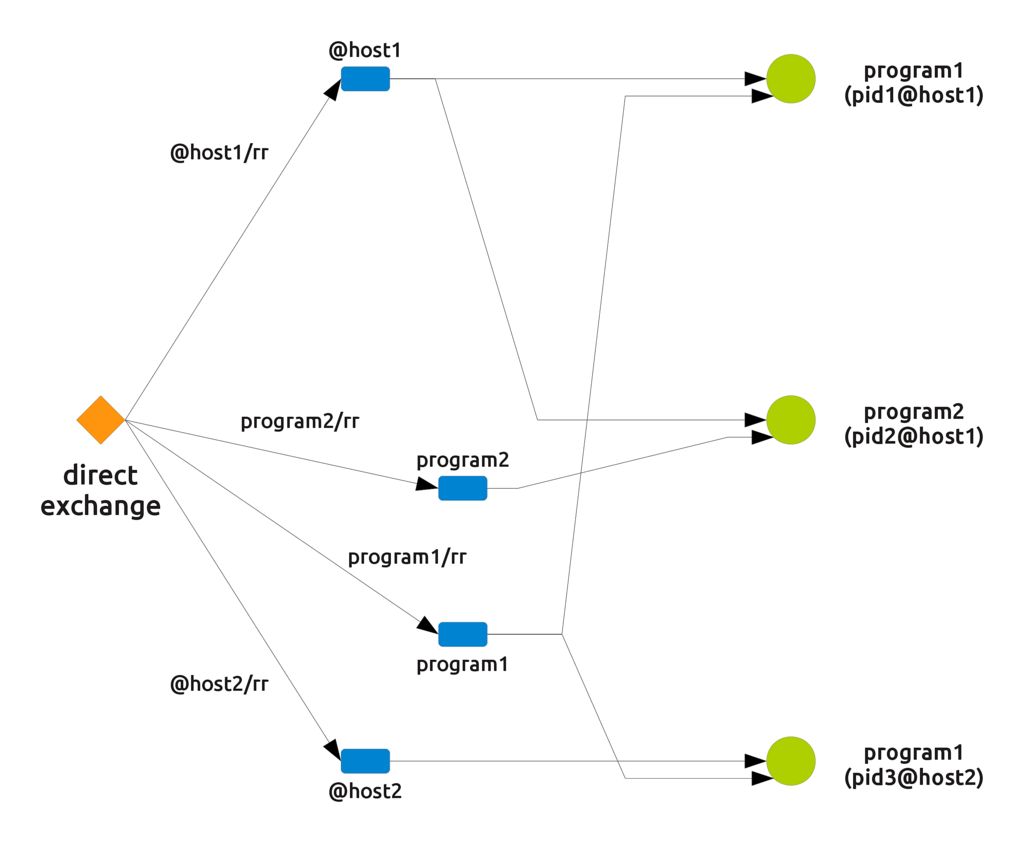 @host1
program1
(pid1@host1)
@host1/rr
program2/rr
program2
(pid2@host1)
program2
direct
exchange
program1/rr
program1
@host2/rr
program1
(pid3@host2)
@host2